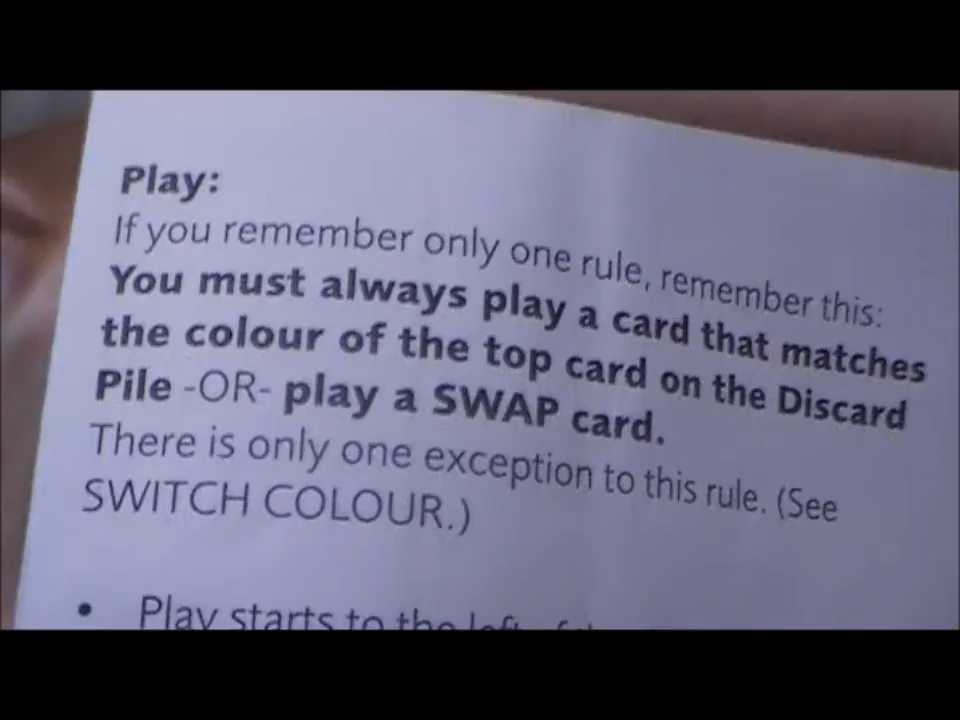 Play:
If you remember only one rule, remember this:
You must always play a card that matches
the colour of the top card on the Discard
Pile -OR- play a SWAP card.
There is only one exception to this rule. (See
SWITCH COLOUR.)
• Play starts to the left of